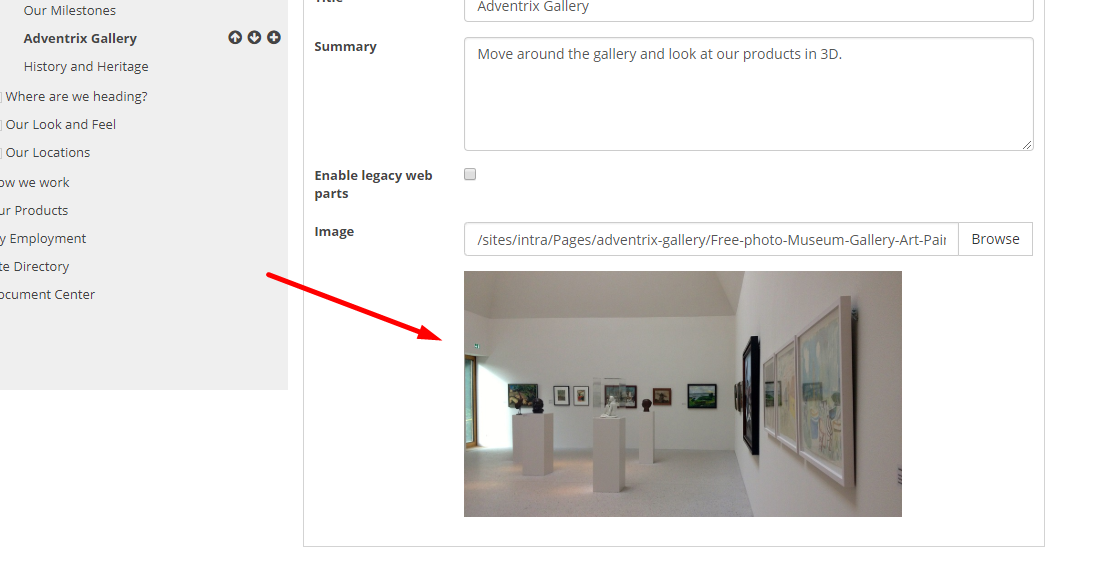 Our Milestones
Adventrix Gallery
History and Heritage
Where are we heading?
Our Look and Feel
Our Locations
ow we work
ur Products
y Employment
te Directory
ocument Center
Title
Adventrix Gallery
Summary
Move around the gallery and look at our products in 3D.
Enable legacy web
parts
Image
/sites/intra/Pages/adventrix-gallery/Free-photo-Museum-Gallery-Art-Pair
Browse